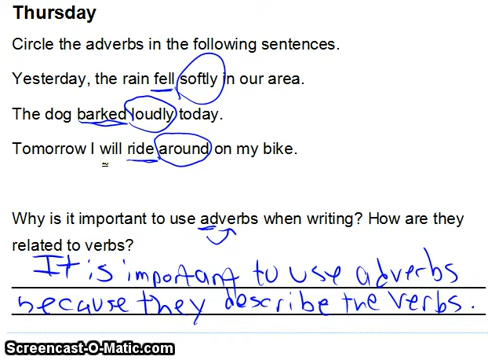 Thursday
Circle the adverbs in the following sentences.
Yesterday, the rain fell softly in our area.
The dog barked loudly today.
Tomorrow I will ride around on my bike.
Why is it important to use adverbs when writing? How are they
related to verbs?
It is important to use adverbs
because they describe the verbs.
Screencast-O-Matic.com